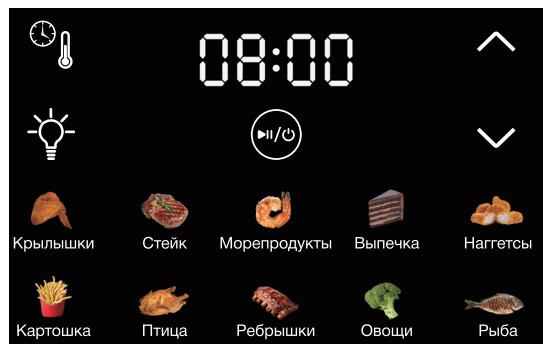 08:00
Крылышки Стейк Морепродукты Выпечка Наггетсы
Картошка Птица Ребрышки Овощи Рыба